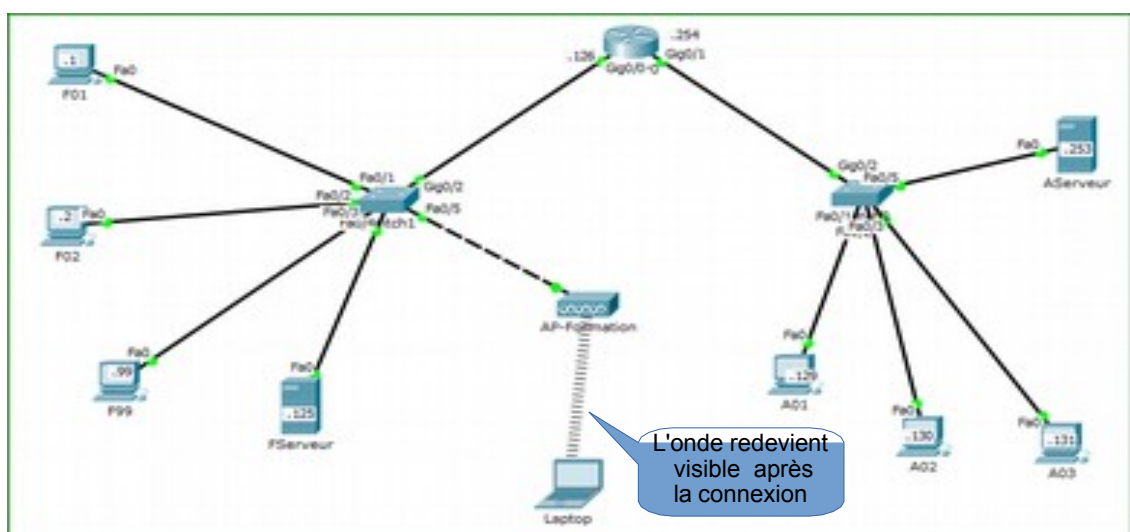 .1
Fa0
F01
.2
Fa0
F02
.99
Fa0
F99
.125
Fa0
FServeur
Fa0/1
Fa0/2
Gig0/2
Fa0/5
.126
.254
Gig0/1
AP-Formation
Laptop
L'onde redevient
visible après
la connexion
Gig0/2
Fa0/5
Fa0/3
Fa0
.253
AServeur
Fa0
.129
A01
Fa0
.130
A02
Fa0
.131
A03